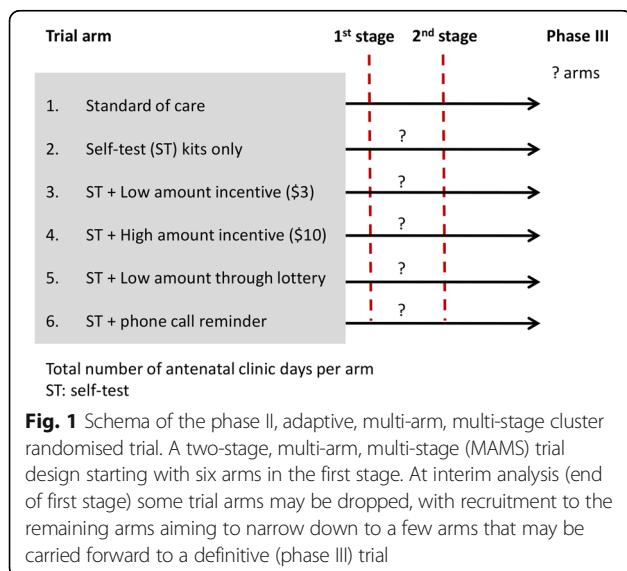 Trial arm 1st stage 2nd stage Phase III
? arms
1. Standard of care
?
2. Self-test (ST) kits only
?
3. ST + Low amount incentive ($3)
?
4. ST + High amount incentive ($10)
?
5. ST + Low amount through lottery
?
6. ST + phone call reminder
Total number of antenatal clinic days per arm
ST: self-test
Fig. 1 Schema of the phase II, adaptive, multi-arm, multi-stage cluster
randomised trial. A two-stage, multi-arm, multi-stage (MAMS) trial
design starting with six arms in the first stage. At interim analysis (end
of first stage) some trial arms may be dropped, with recruitment to the
remaining arms aiming to narrow down to a few arms that may be
carried forward to a definitive (phase III) trial